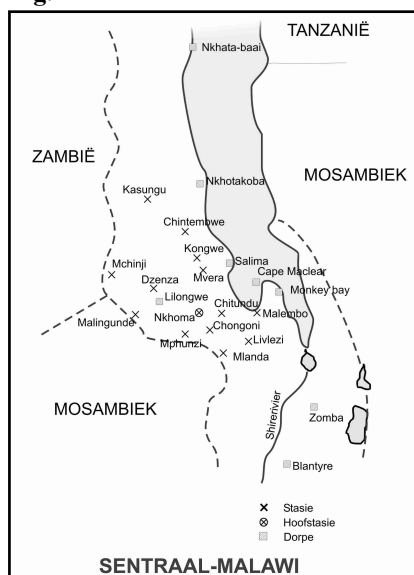 TANZANIË
Nkhata-baai
ZAMBIË
MOSAMBIEK
Nkhotakoba
Kasungu
Chintembwe
Kongwe
Salima
Mchinji
Mvera
Cape Maclear
Dzenza
Monkey bay
Lilongwe
Chitundu
Malingunde
Nkhoma
Malembo
Chongoni
Mphunzi
Livlezi
Mlanda
MOSAMBIEK
Shirerivier
Zomba
Blantyre
Stasie
Hoofstasie
Dorpe
SENTRAAL-MALAWI